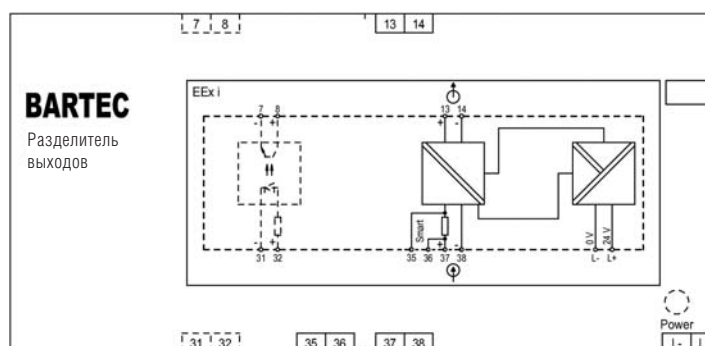 7 8 13 14
EEx i
BARTEC
Разделитель
выходов
7 8 13 14
- + + -
Smart
0 V 24 V
+ + -
31 32 35 36 37 38 L- L+
Power
31 32 35 36 37 38 L-